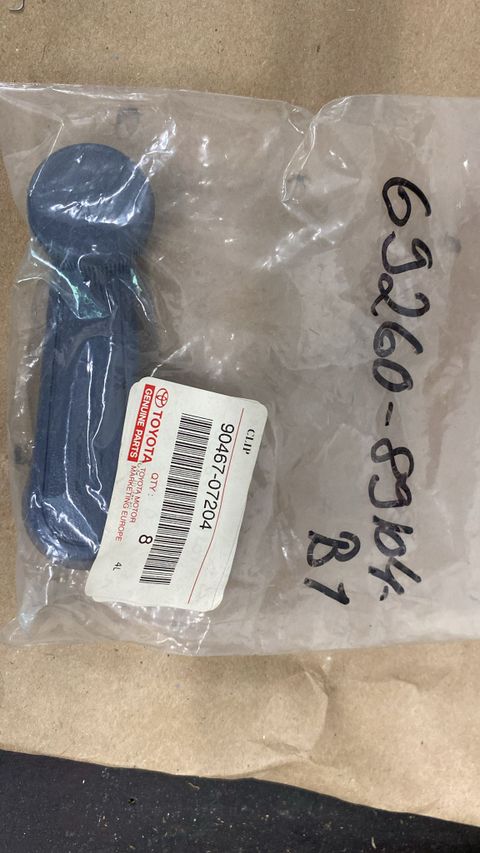 69260-89104
B1
CLIP
90467-07204
QTY: 8
TOYOTA
GENUINE PARTS
TOYOTA MOTOR
MARKETING EUROPE
4L